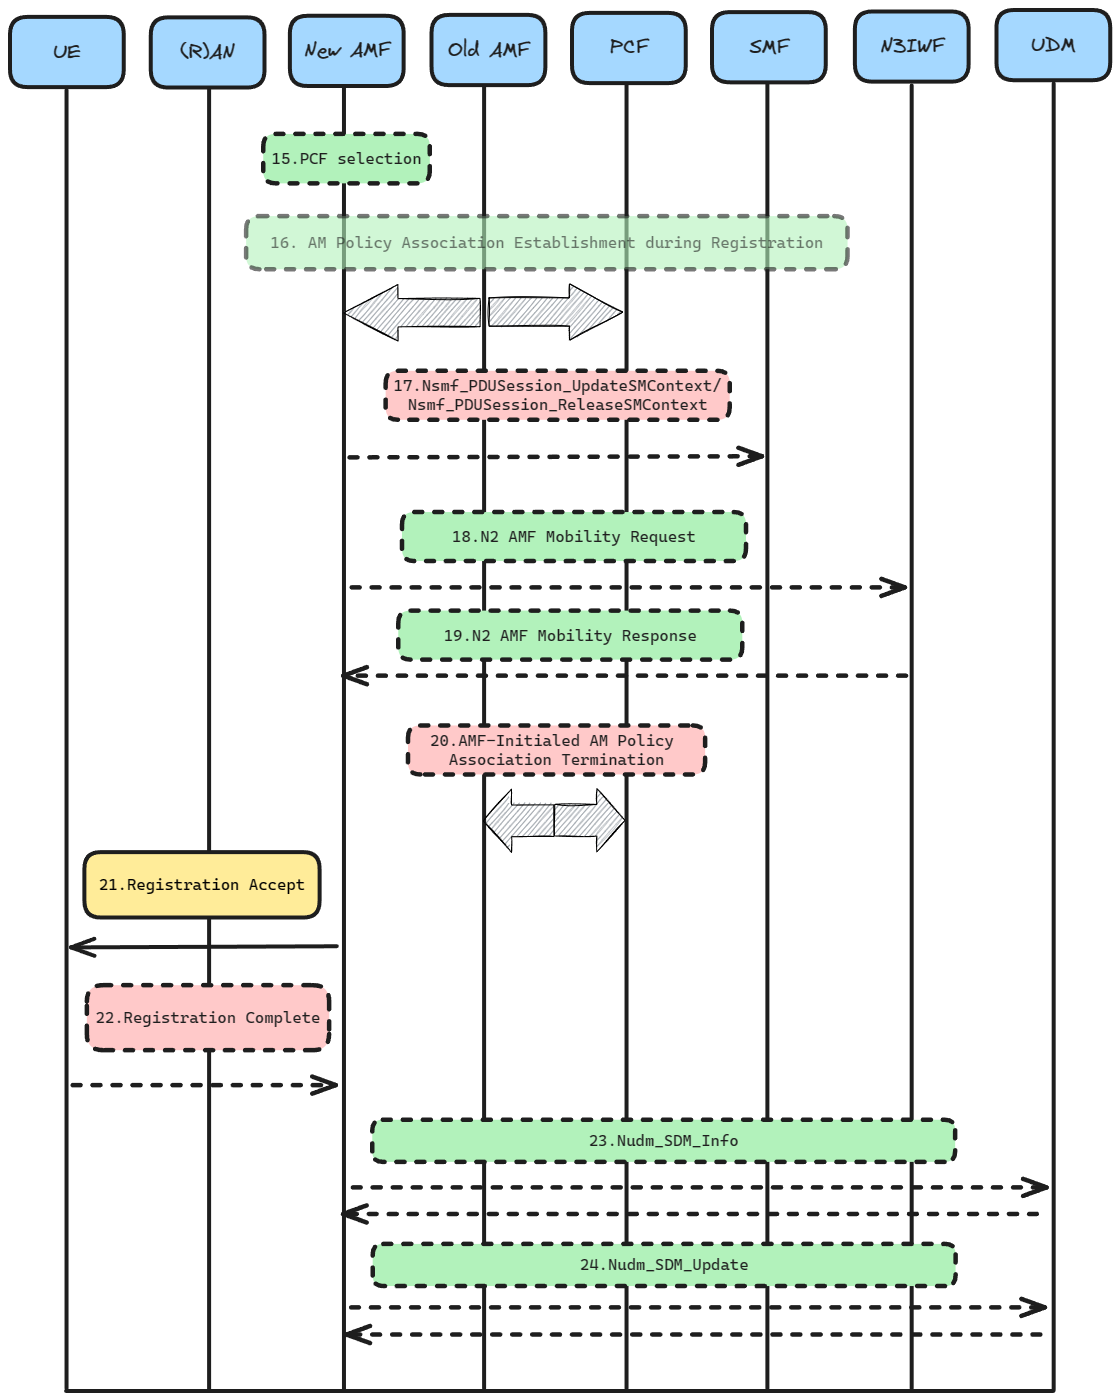 UE
(R)AN
New AMF
Old AMF
PCF
SMF
N3IWF
UDM
15.PCF selection
16. AM Policy Association Establishment during Registration
17.Nsmf_PDUSession_UpdateSMContext/
Nsmf_PDUSession_ReleaseSMContext
18.N2 AMF Mobility Request
19.N2 AMF Mobility Response
20.AMF-Initialed AM Policy
Association Termination
21.Registration Accept
22.Registration Complete
23.Nudm_SDM_Info
24.Nudm_SDM_Update